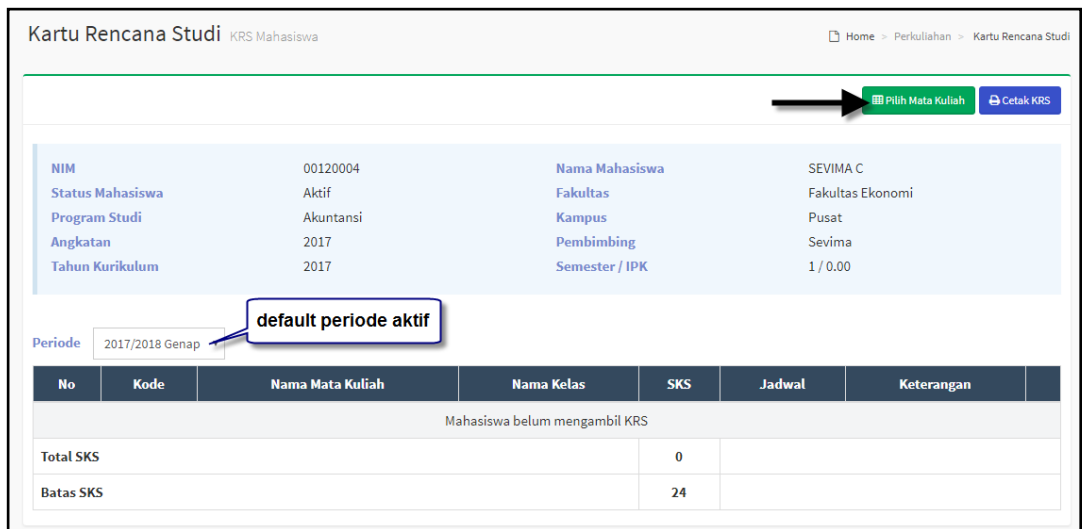 Kartu Rencana Studi KRS Mahasiswa
Home > Perkuliahan > Kartu Rencana Studi
Pilih Mata Kuliah Cetak KRS
NIM 00120004 Nama Mahasiswa SEVIMA C
Status Mahasiswa Aktif Fakultas Fakultas Ekonomi
Program Studi Akuntansi Kampus Pusat
Angkatan 2017 Pembimbing Sevima
Tahun Kurikulum 2017 Semester / IPK 1 / 0.00
default periode aktif
Periode 2017/2018 Genap
No Kode Nama Mata Kuliah Nama Kelas SKS Jadwal Keterangan
Mahasiswa belum mengambil KRS
Total SKS 0
Batas SKS 24